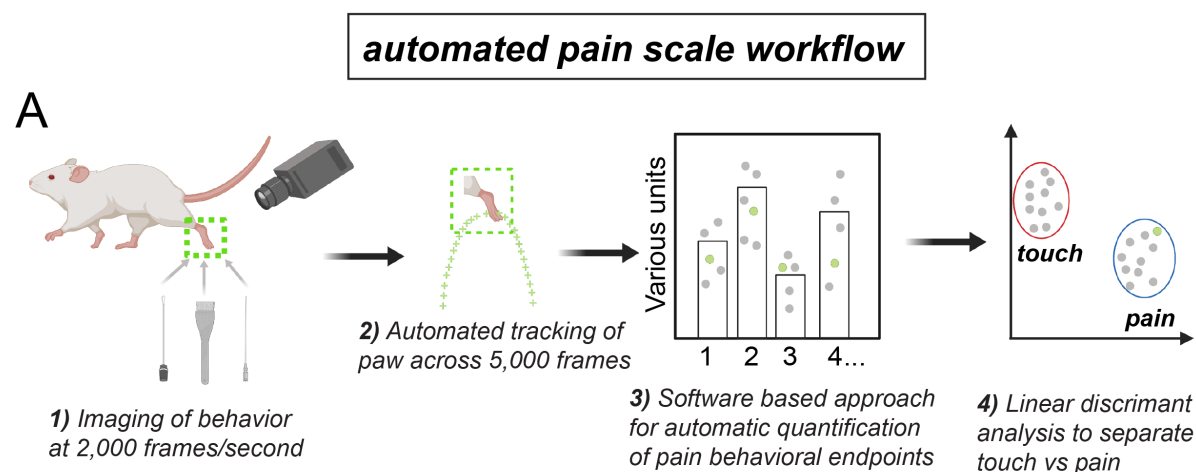 automated pain scale workflow
A
1) Imaging of behavior
at 2,000 frames/second
2) Automated tracking of
paw across 5,000 frames
Various units
1 2 3 4...
3) Software based approach
for automatic quantification
of pain behavioral endpoints
touch
pain
4) Linear discrimant
analysis to separate
touch vs pain